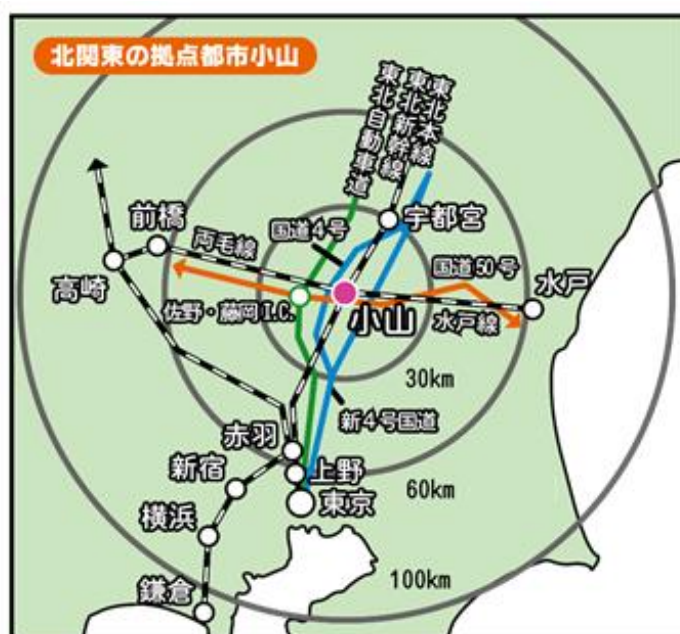 北関東の拠点都市小山
東北本線
東北新幹線
東北自動車道
前橋
両毛線
国道4号
宇都宮
国道50号
高崎
佐野・藤岡I.C.
小山
水戸線
水戸
30km
新4号国道
赤羽
新宿
上野
60km
東京
横浜
100km
鎌倉